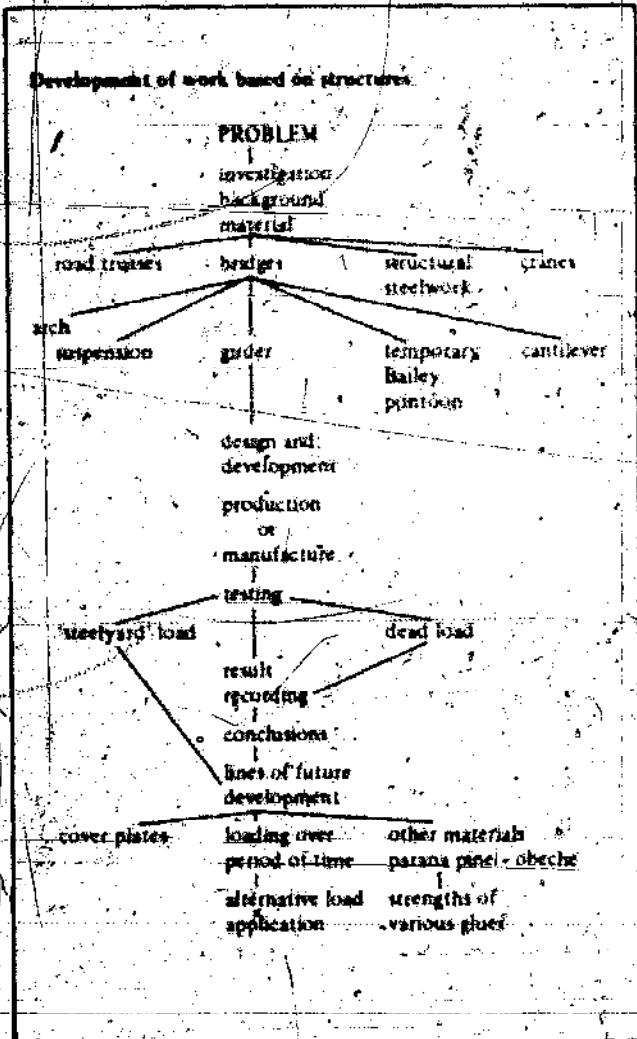 Development of work based on structures
PROBLEM
investigation
background
material
road trusses bridges structural cranes
steelwork
arch
suspension girder temporary cantilever
Bailey
pontoon
design and
development
production
or
manufacture
testing
'steelyard' load dead load
result
recording
conclusions
lines of future
development
cover plates loading over other materials
period of time parana pine - obeche
alternative load strengths of
application various glues